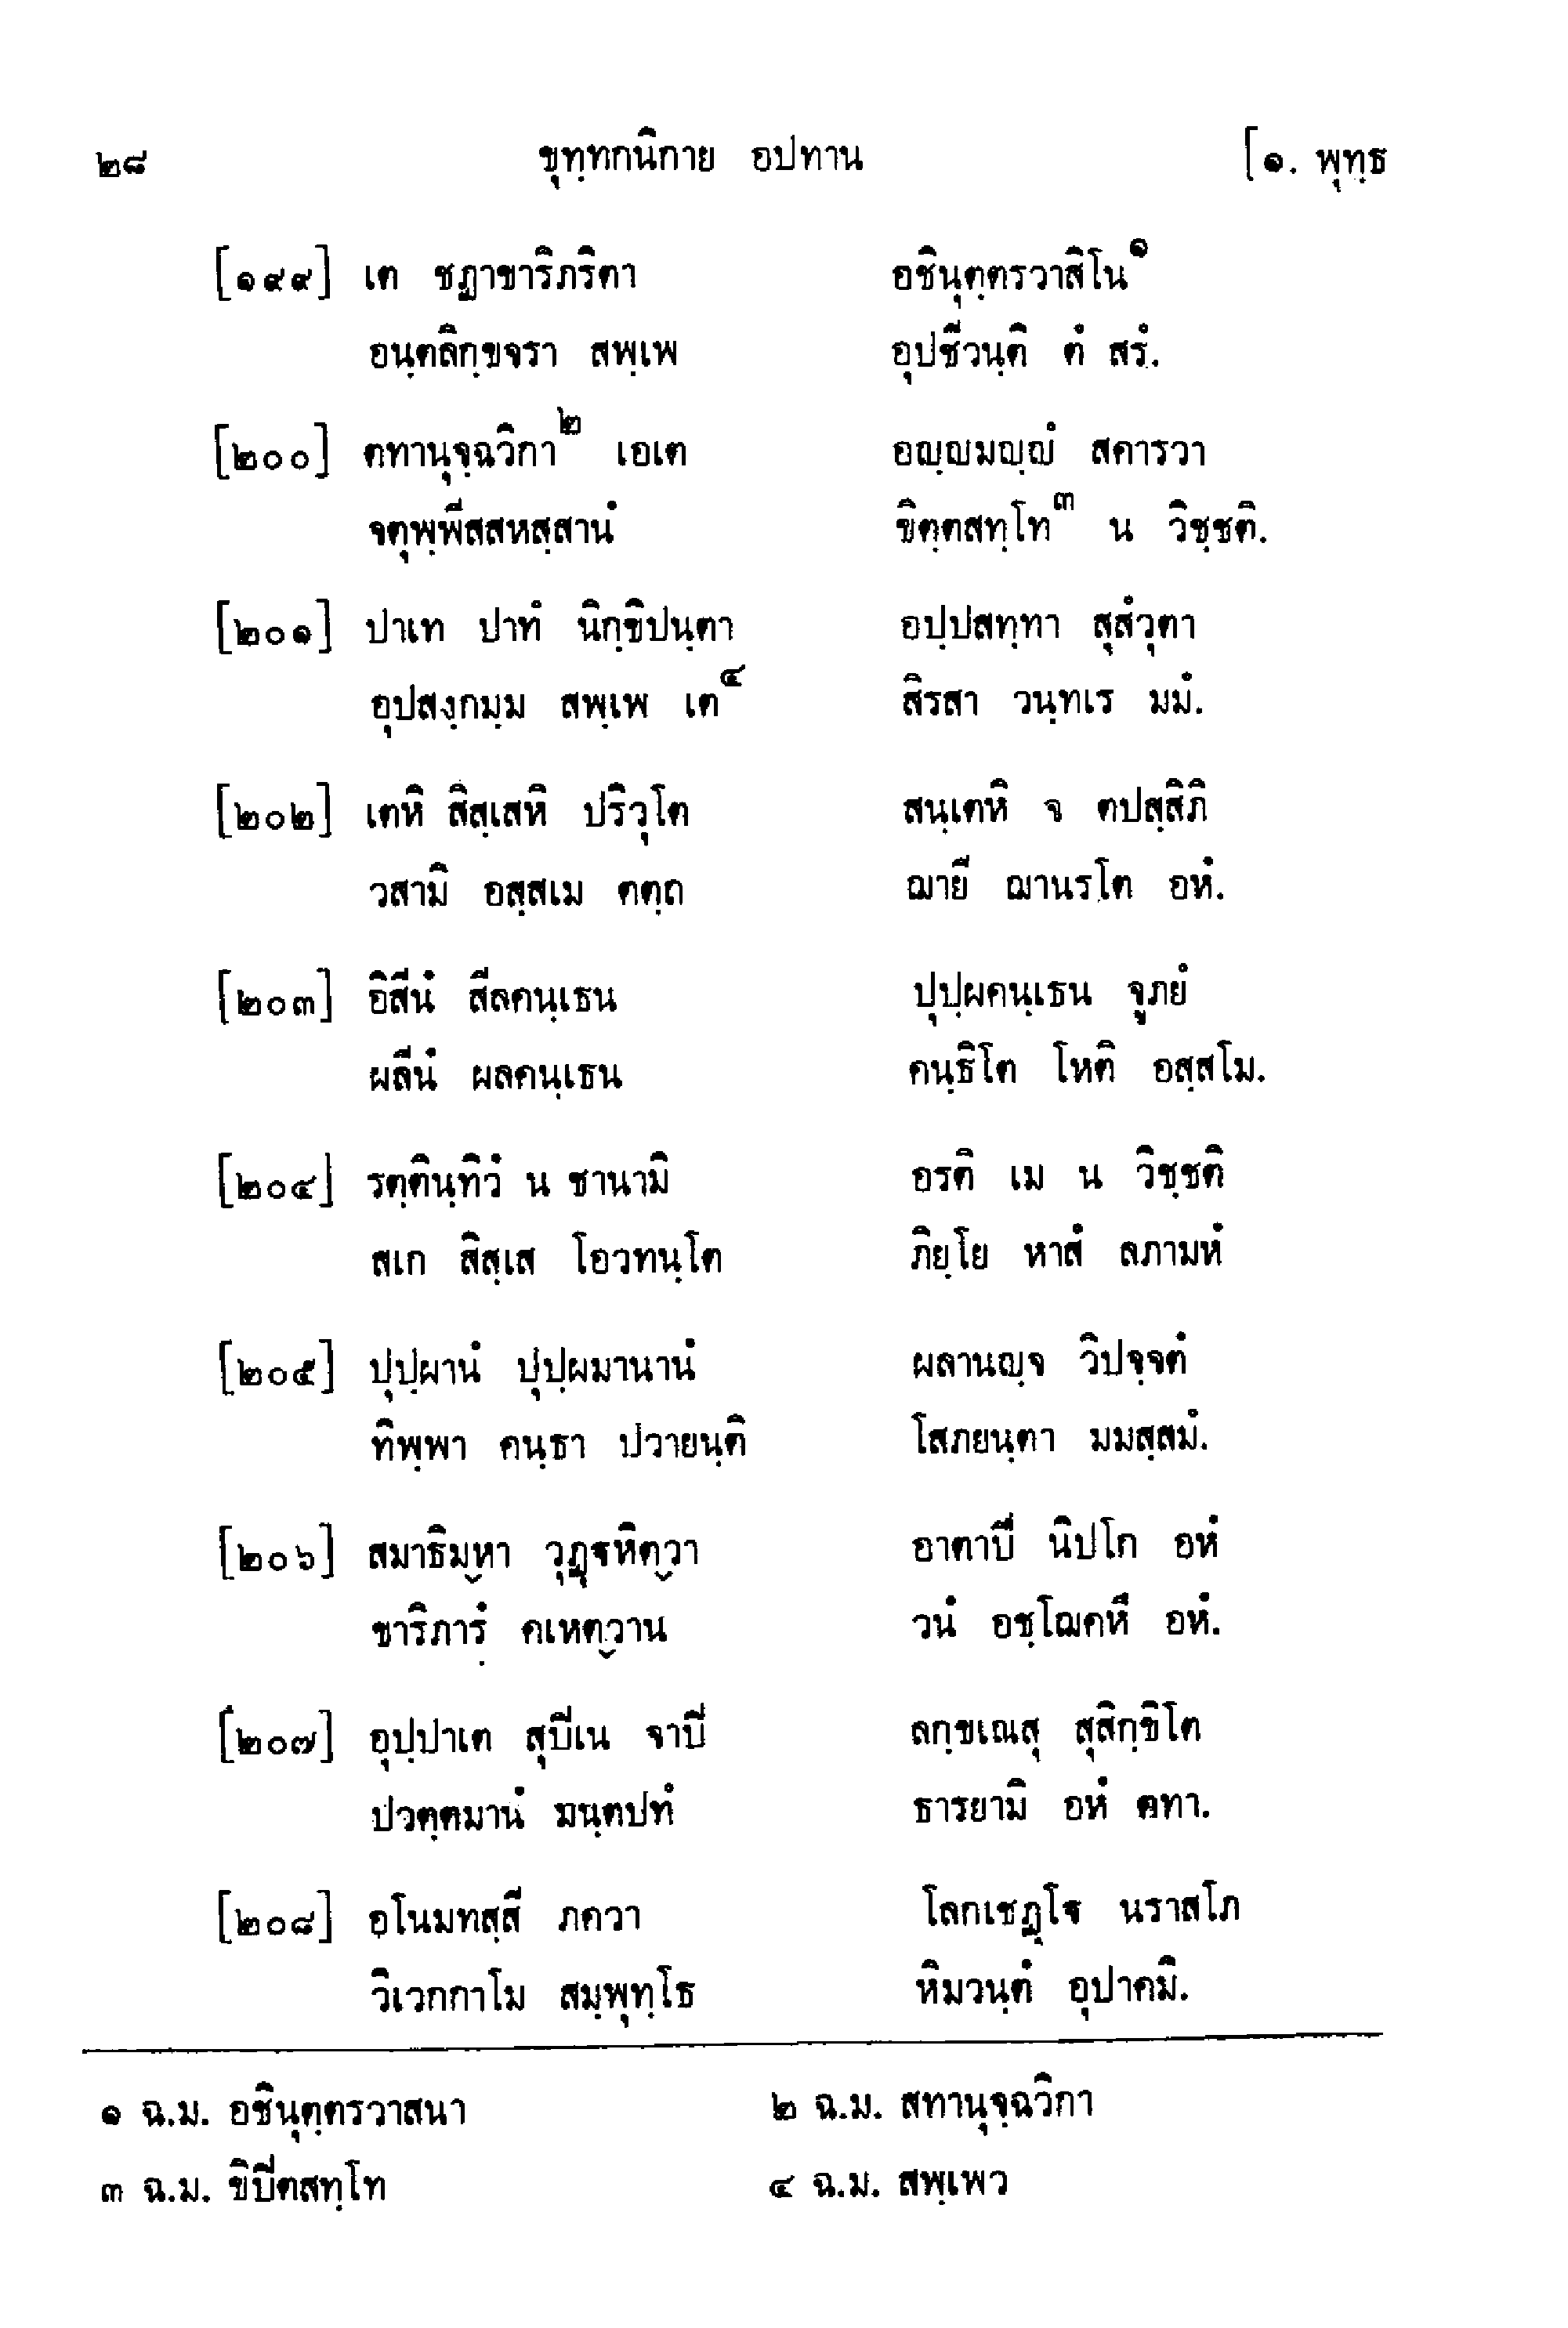 ๒๘ ขุทฺทกนิกาย อปทาน [๑. พุทฺธ
[๑๙๙] เต ชฏาขาริภริตา อชินุตฺตรวาสิโน๑
อนฺตลิกฺขจรา สพฺเพ อุปชีวนฺติ ตํ สรํ.
[๒๐๐] ตทานุจฺฉวิกา๒ เอเต อญฺญมญฺญํ สคารวา
จตุพฺพีสสหสฺสานํ ขิตฺตสทฺโท๓ น วิชฺชติ.
[๒๐๑] ปาเท ปาทํ นิกฺขิปนฺตา อปฺปสทฺทา สุสํวุตา
อุปสงฺกมฺม สพฺเพ เต๔ สิรสา วนฺทเร มมํ.
[๒๐๒] เตหิ สิสฺเสหิ ปริวุโต สนฺเตหิ จ ตปสฺสิภิ
วสามิ อสฺสเม ตตฺถ ฌายี ฌานรโต อหํ.
[๒๐๓] อิสีนํ สีลคนฺเธน ปุปฺผคนฺเธน จูภยํ
ผลีนํ ผลคนฺเธน คนฺธิโต โหติ อสฺสโม.
[๒๐๔] รตฺตินฺทิวํ น ชานามิ อรติ เม น วิชฺชติ
สเก สิสฺเส โอวทนฺโต ภิยฺโย หาสํ ลภามหํ
[๒๐๕] ปุปฺผานํ ปุปฺผมานานํ ผลานญฺจ วิปจฺจตํ
ทิพฺพา คนฺธา ปวายนฺติ โสภยนฺตา มมสฺสมํ.
[๒๐๖] สมาธิมฺหา วุฏฺฐหิตฺวา อาตาปี นิปโก อหํ
ขาริภารํ คเหตฺวาน วนํ อชฺโฌคหึ อหํ.
[๒๐๗] อุปฺปาเต สุปิเน จาปิ ลกฺขเณสุ สุสิกฺขิโต
ปวตฺตมานํ มนฺตปทํ ธารยามิ อหํ ตทา.
[๒๐๘] อโนมทสฺสี ภควา โลกเชฏฺโฐ นราสโภ
วิเวกกาโม สมฺพุทฺโธ หิมวนฺตํ อุปาคมิ.
๑ ฉ.ม. อชินุตฺตรวาสนา ๒ ฉ.ม. สทานุจฺฉวิกา
๓ ฉ.ม. ขิปิตสทฺโท ๔ ฉ.ม. สพฺเพว